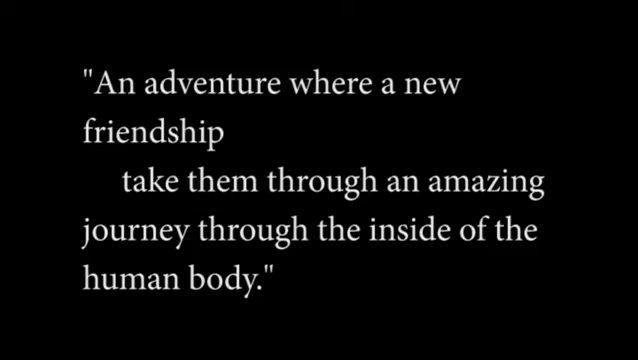 "An adventure where a new
friendship
take them through an amazing
journey through the inside of the
human body."